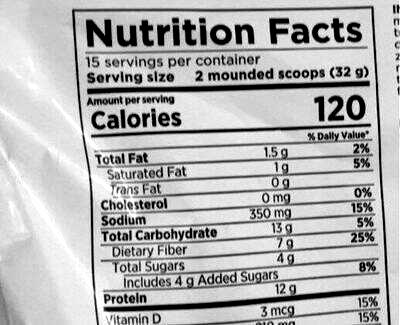 Nutrition Facts
15 servings per container
Serving size 2 mounded scoops (32 g)
Amount per serving
Calories 120
% Daily Value*
Total Fat 1.5 g 2%
Saturated Fat 1 g 5%
Trans Fat 0 g
Cholesterol 0 mg 0%
Sodium 350 mg 15%
Total Carbohydrate 13 g 5%
Dietary Fiber 7 g 25%
Total Sugars 4 g
Includes 4 g Added Sugars 8%
Protein 12 g
Vitamin D 3 mcg 15%
15%